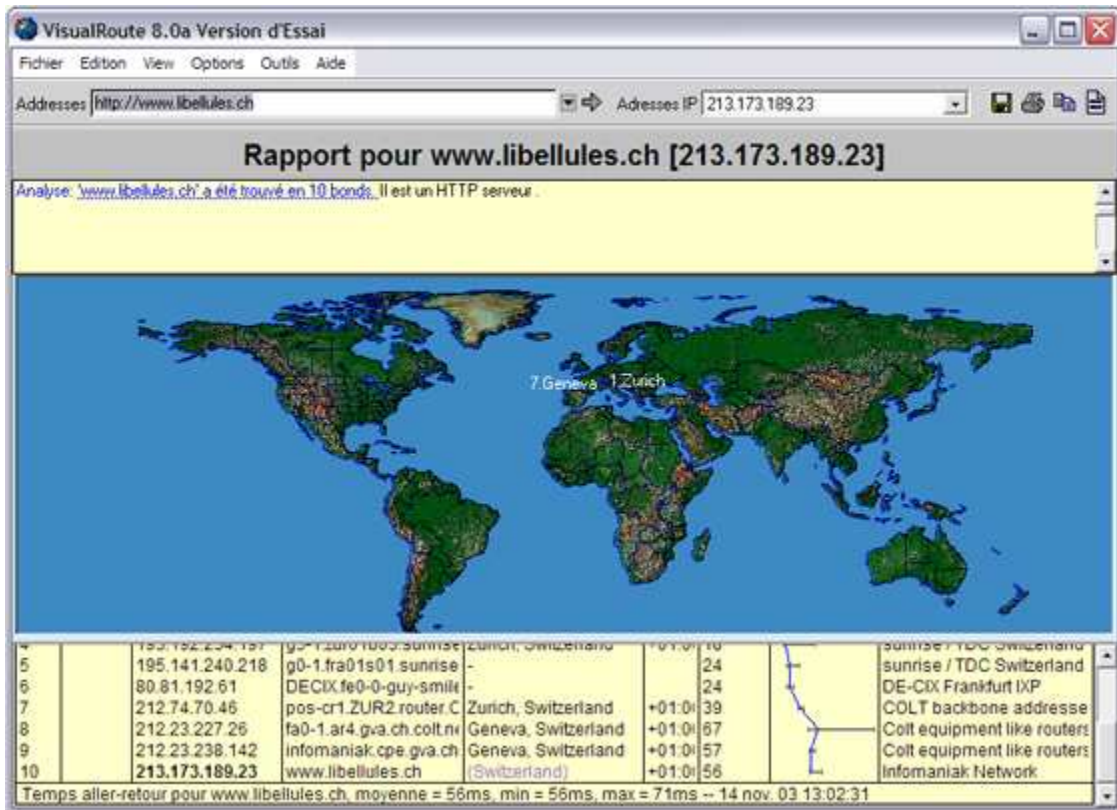 VisualRoute 8.0a Version d'Essai
Fichier Edition View Options Outils Aide
Addresses http://www.libellules.ch Adresses IP 213.173.189.23
Rapport pour www.libellules.ch [213.173.189.23]
Analyse: 'www.libellules.ch' a été trouvé en 10 bonds. Il est un HTTP serveur .
7.Geneva 1.Zurich
5 195.141.240.218 g0-1.fra01s01.sunrise - 24 sunrise / TDC Switzerland
6 80.81.192.61 DECIX.fe0-0-guy-smile - 24 DE-CIX Frankfurt IXP
7 212.74.70.46 pos-cr1.ZUR2.router.C Zurich, Switzerland +01:0 39 COLT backbone addresse
8 212.23.227.26 fa0-1.ar4.gva.ch.colt.ne Geneva, Switzerland +01:0 67 Colt equipment like routers
9 212.23.238.142 infomaniak.cpe.gva.ch Geneva, Switzerland +01:0 57 Colt equipment like routers
10 213.173.189.23 www.libellules.ch (Switzerland) +01:0 56 Infomaniak Network
Temps aller-retour pour www.libellules.ch, moyenne = 56ms, min = 56ms, max = 71ms -- 14 nov. 03 13:02:31